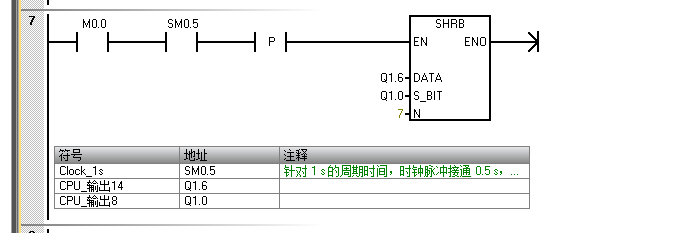 7
M0.0 SM0.5 SHRB
P EN ENO
Q1.6 DATA
Q1.0 S_BIT
7 N
符号 地址 注释
Clock_1s SM0.5 针对 1 s 的周期时间，时钟脉冲接通 0.5 s，...
CPU_输出14 Q1.6
CPU_输出8 Q1.0